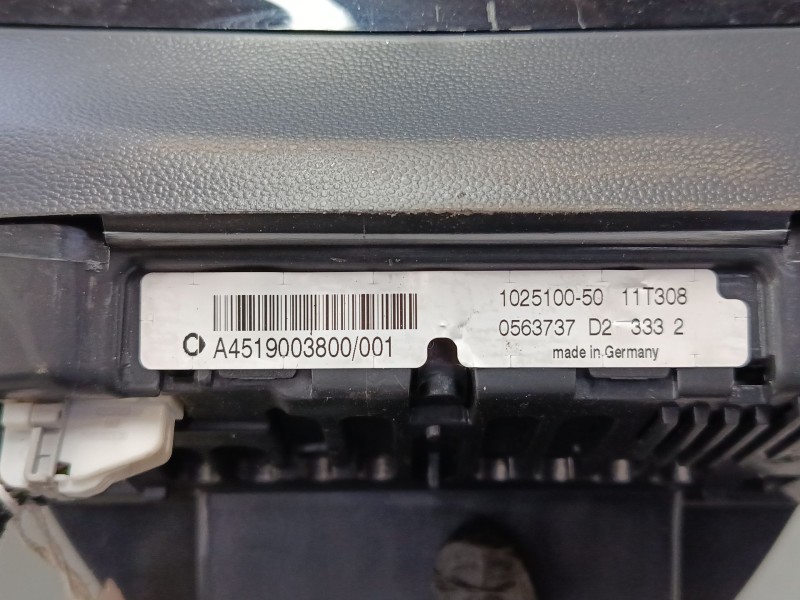 1025100-50 11T308
A4519003800/001
0563737 D2 333 2
made in Germany